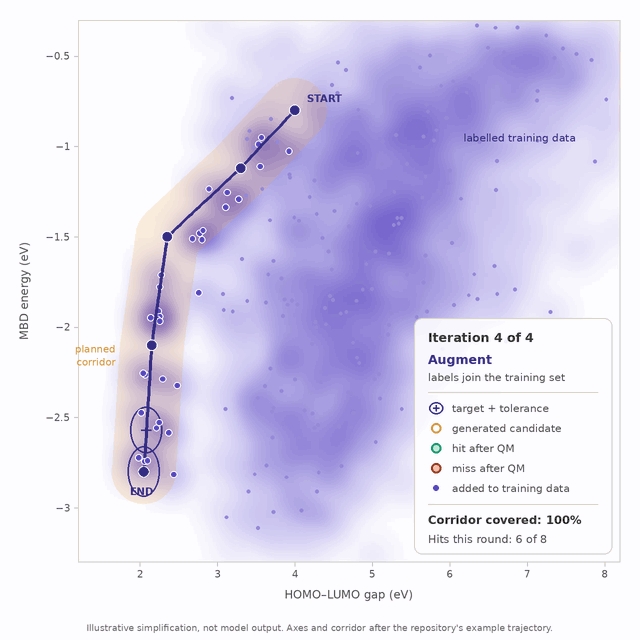 START
labelled training data
planned
corridor
END
Iteration 4 of 4
Augment
labels join the training set
target + tolerance
generated candidate
hit after QM
miss after QM
added to training data
Corridor covered: 100%
Hits this round: 6 of 8
MBD energy (eV)
−0.5
−1
−1.5
−2
−2.5
−3
2
3
4
5
6
7
8
HOMO–LUMO gap (eV)
Illustrative simplification, not model output. Axes and corridor after the repository's example trajectory.